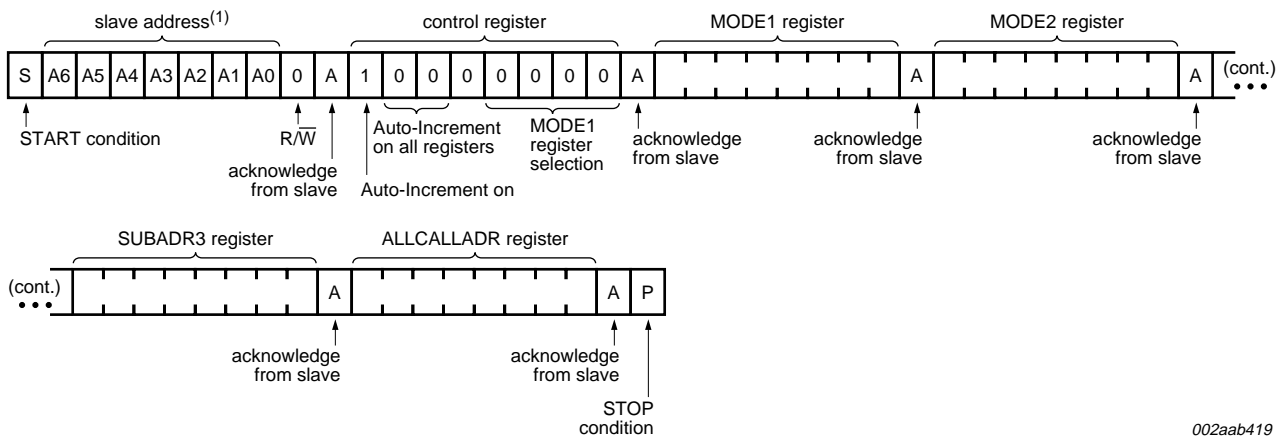 slave address(1) control register MODE1 register MODE2 register
S A6 A5 A4 A3 A2 A1 A0 0 A 1 0 0 0 0 0 0 0 A A A (cont.)
START condition R/W̅ Auto-Increment on all registers MODE1 register selection acknowledge from slave acknowledge from slave acknowledge from slave
acknowledge from slave Auto-Increment on
SUBADR3 register ALLCALLADR register
(cont.) A A P
acknowledge from slave acknowledge from slave
STOP condition
002aab419